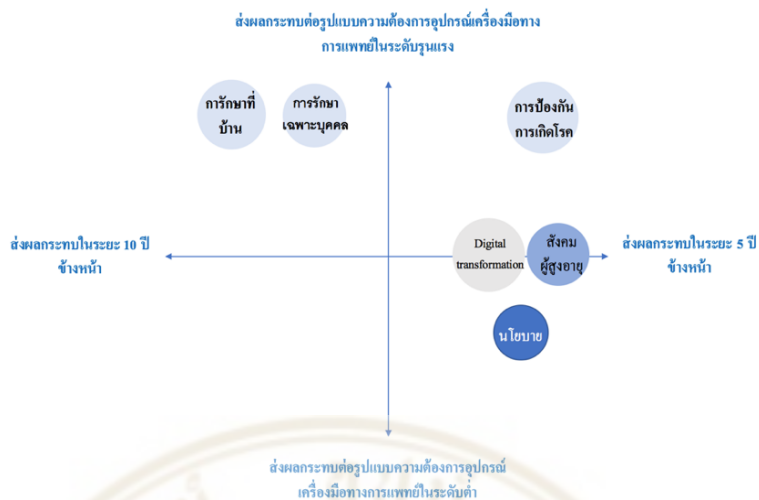 ส่งผลกระทบต่อรูปแบบความต้องการอุปกรณ์เครื่องมือทาง
การแพทย์ในระดับรุนแรง
การักษาที่
บ้าน
การรักษา
เฉพาะบุคคล
การป้องกัน
การเกิดโรค
ส่งผลกระทบในระยะ 10 ปี
ข้างหน้า
Digital
transformation
สังคม
ผู้สูงอายุ
ส่งผลกระทบในระยะ 5 ปี
ข้างหน้า
นโยบาย
ส่งผลกระทบต่อรูปแบบความต้องการอุปกรณ์
เครื่องมือทางการแพทย์ในระดับต่ำ